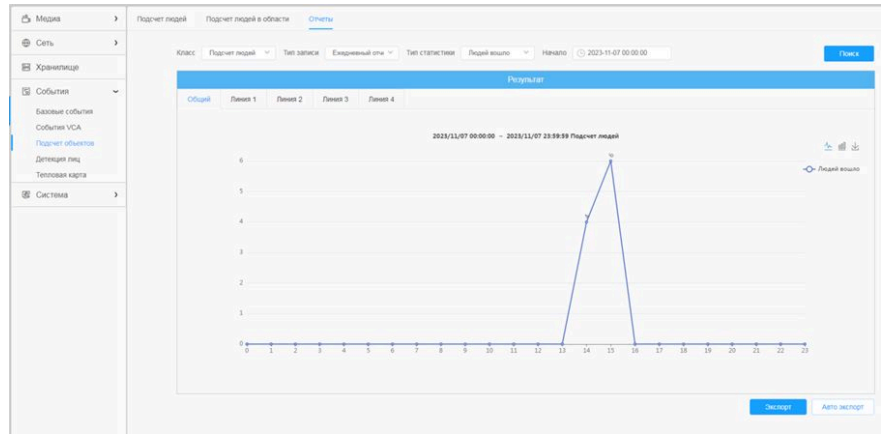 Медиа
Сеть
Хранилище
События
Базовые события
События VCA
Подсчет объектов
Детекция лиц
Тепловая карта
Система
Подсчет людей Подсчет людей в области Отчеты
Класс Подсчет людей Тип записи Ежедневный отч Тип статистики Людей вошло Начало 2023-11-07 00:00:00 Поиск
Результат
Общий Линия 1 Линия 2 Линия 3 Линия 4
2023/11/07 00:00:00 - 2023/11/07 23:59:59 Подсчет людей
Людей вошло
6
5
4
3
2
1
0
0 1 2 3 4 5 6 7 8 9 10 11 12 13 14 15 16 17 18 19 20 21 22 23
Экспорт Авто экспорт